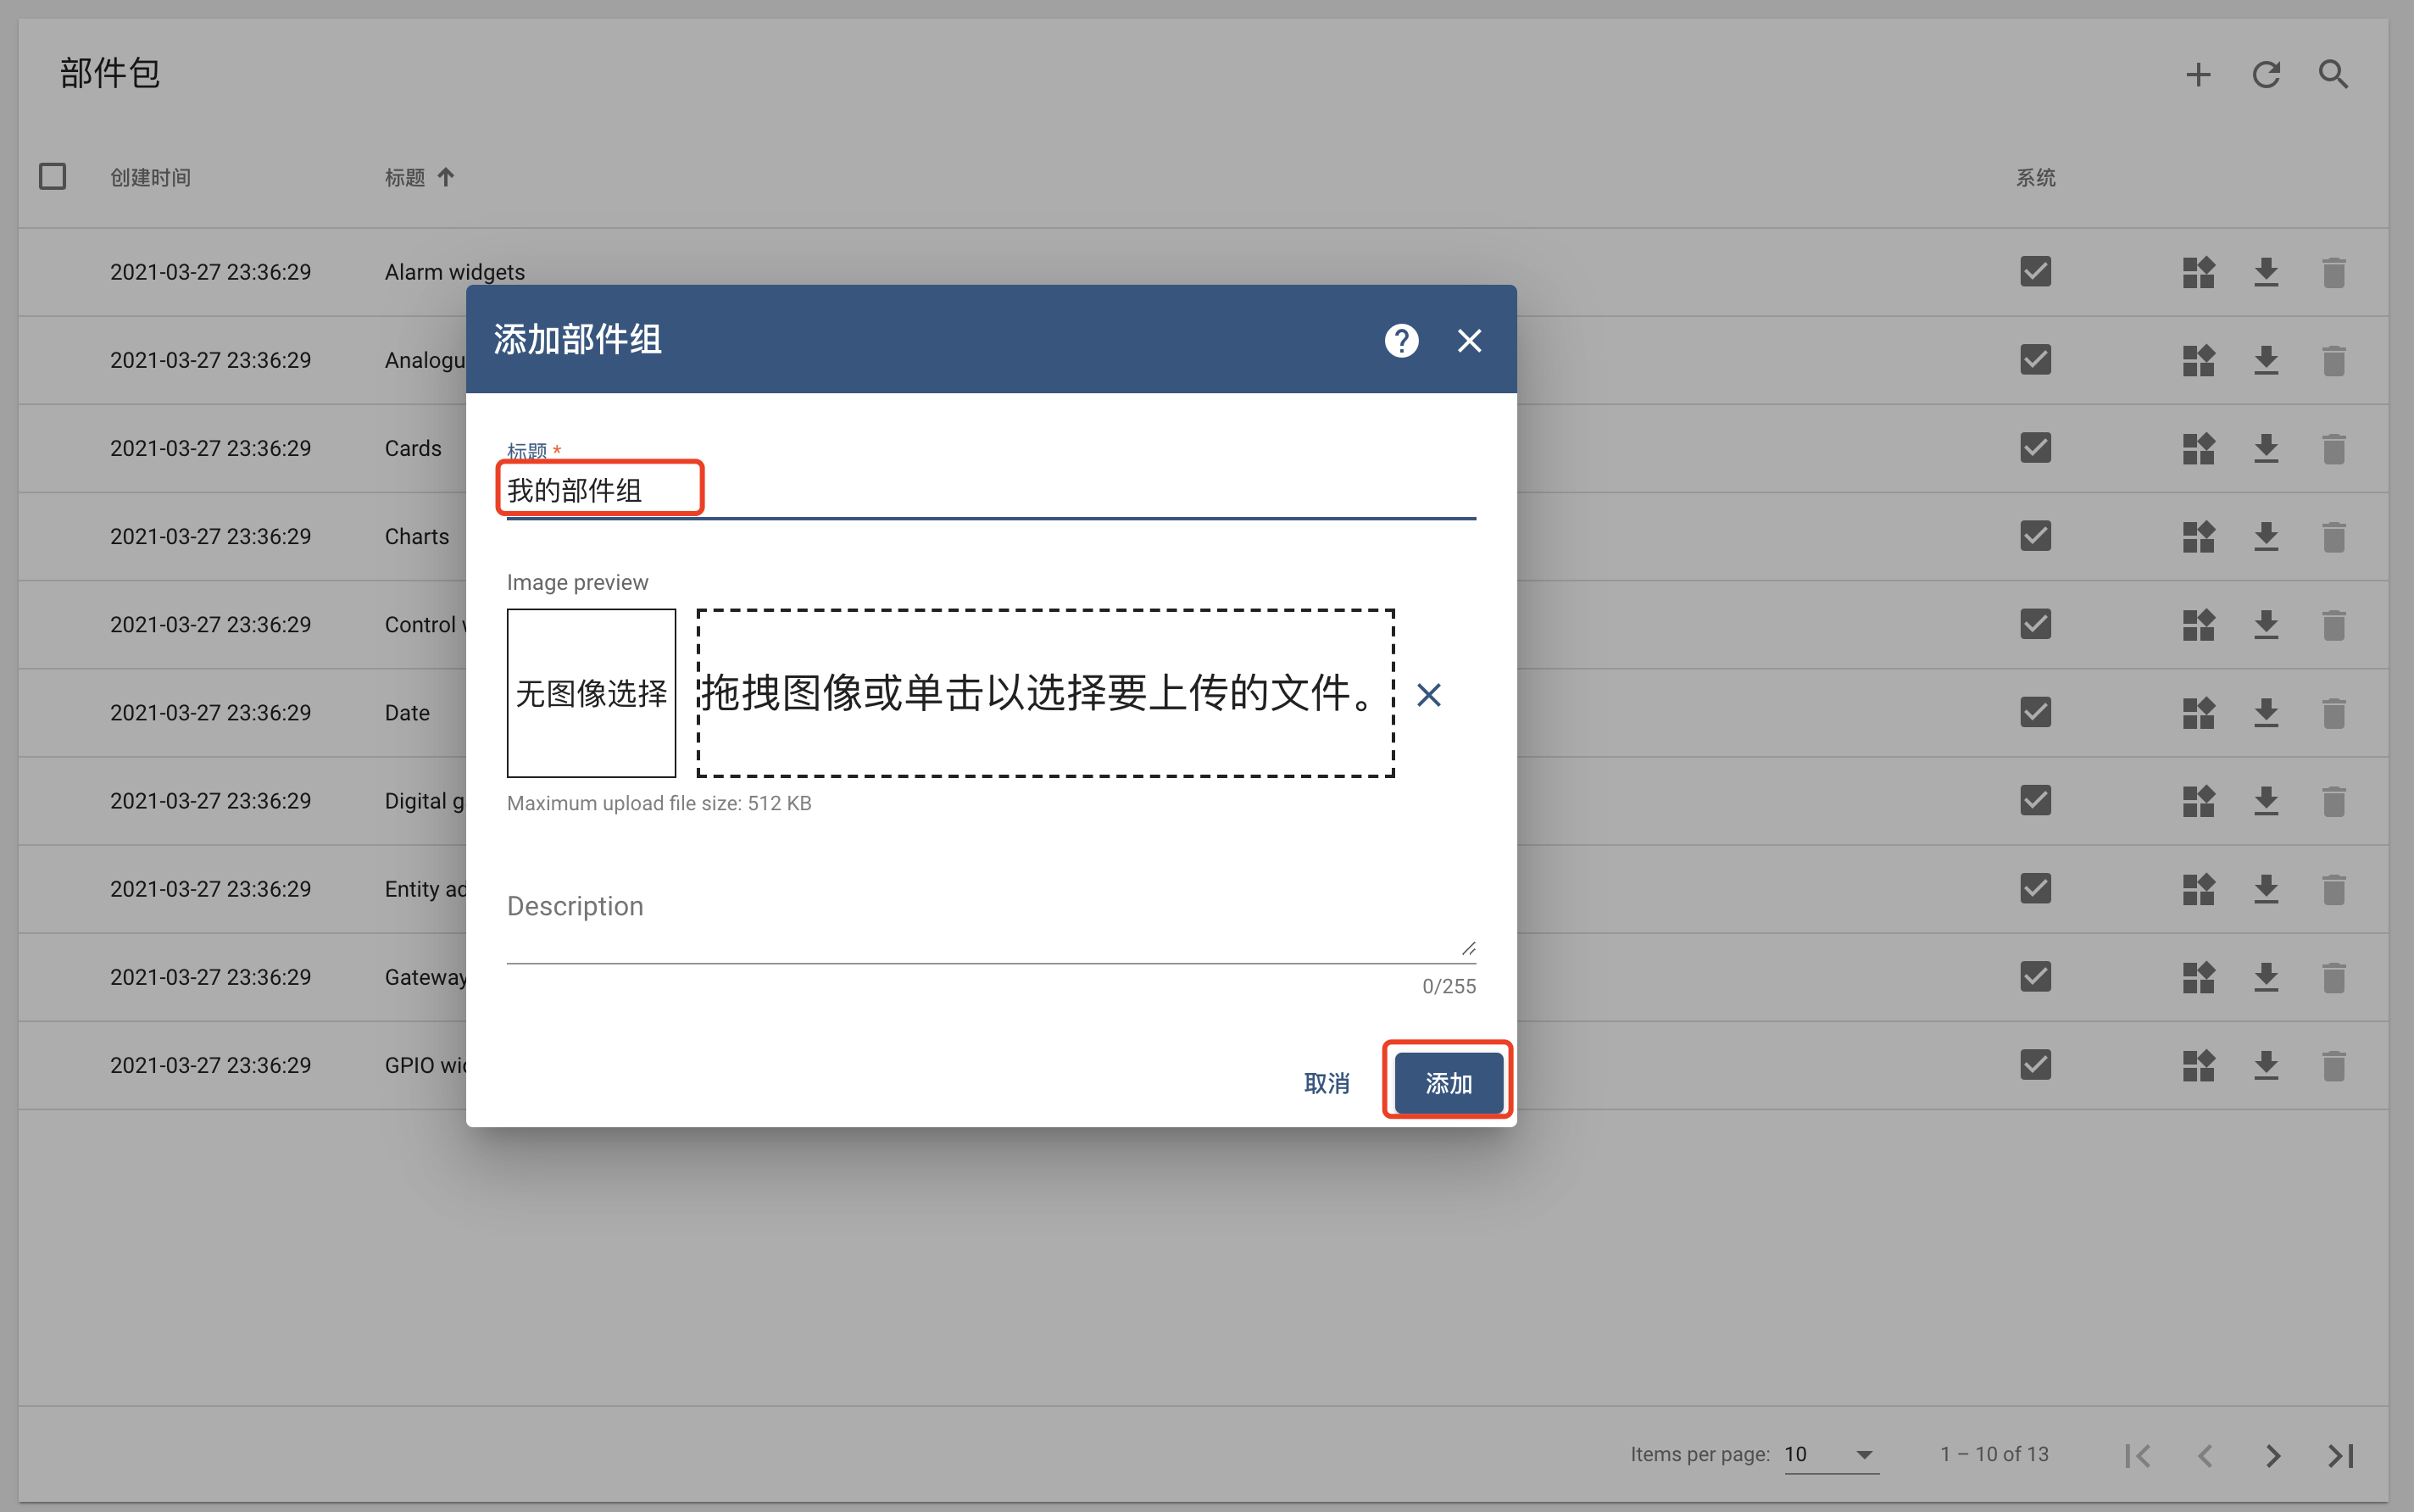 部件包
创建时间 标题 系统
2021-03-27 23:36:29 Alarm widgets
添加部件组
2021-03-27 23:36:29 Analogu
2021-03-27 23:36:29 Cards
标题 *
我的部件组
2021-03-27 23:36:29 Charts
Image preview
2021-03-27 23:36:29 Control
无图像选择
拖拽图像或单击以选择要上传的文件。
2021-03-27 23:36:29 Date
2021-03-27 23:36:29 Digital g
Maximum upload file size: 512 KB
2021-03-27 23:36:29 Entity ad
Description
2021-03-27 23:36:29 Gateway
0/255
2021-03-27 23:36:29 GPIO wi
取消 添加
Items per page: 10 1 – 10 of 13